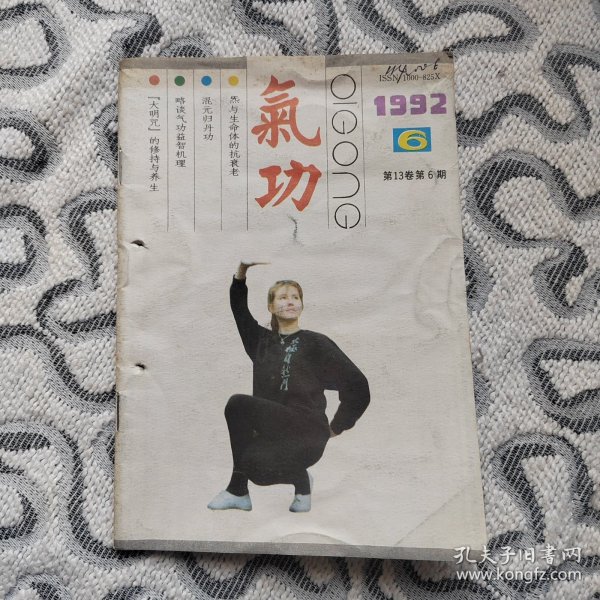 ISSN 1000-825X
1992
6
第13卷第6期
氣功
QIGONG
炁与生命体的抗衰老
混元归丹功
略谈气功益智机理
「大明咒」的修持与养生
孔夫子旧书网
www.kongfz.com